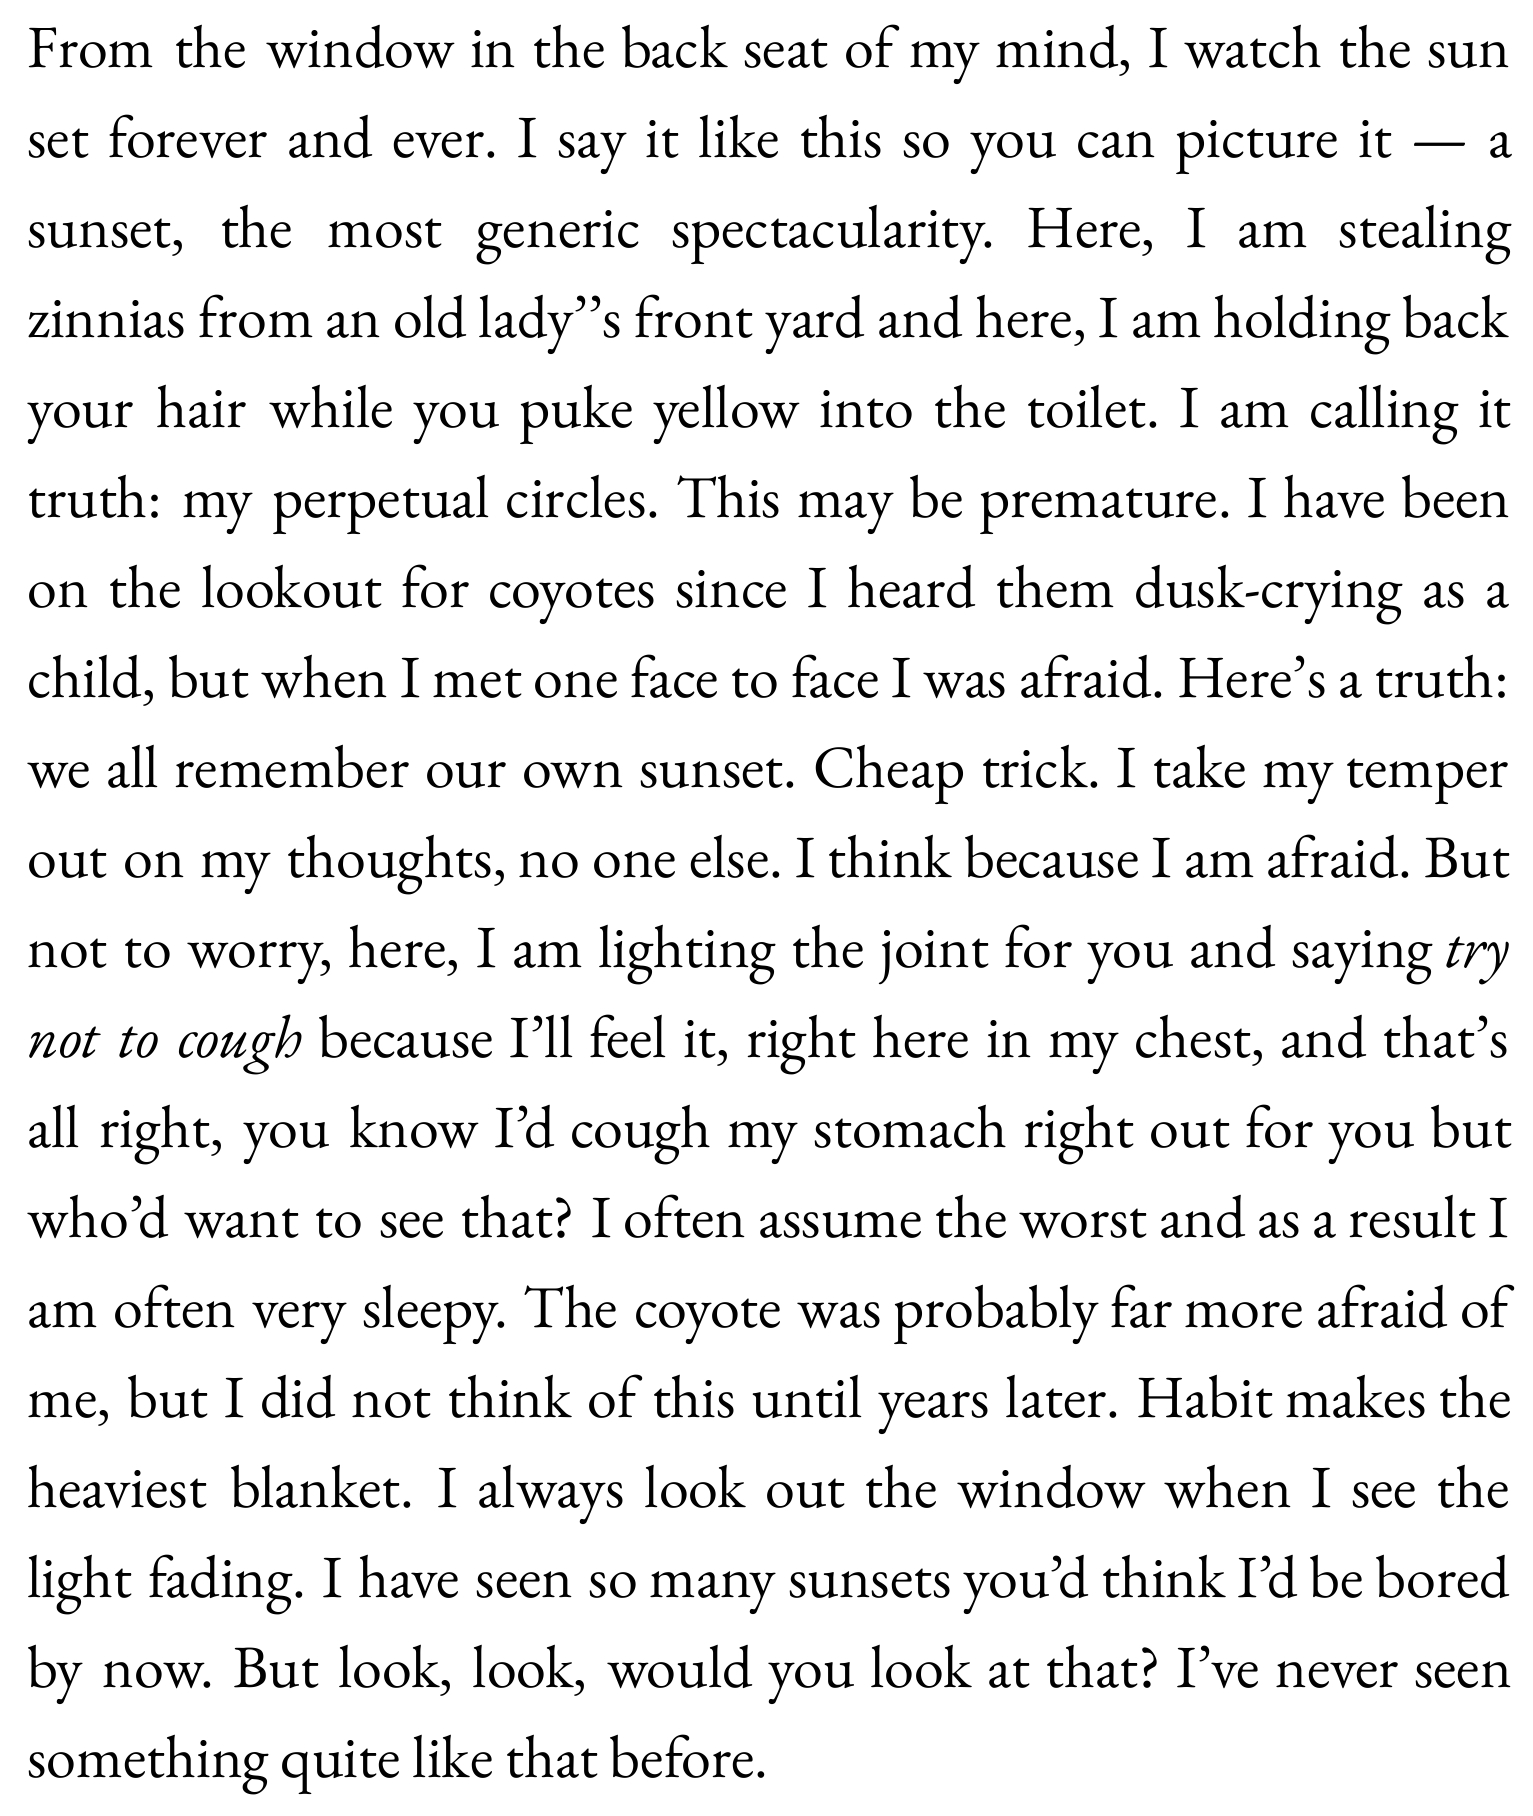 From the window in the back seat of my mind, I watch the sun
set forever and ever. I say it like this so you can picture it — a
sunset, the most generic spectacularity. Here, I am stealing
zinnias from an old lady’’s front yard and here, I am holding back
your hair while you puke yellow into the toilet. I am calling it
truth: my perpetual circles. This may be premature. I have been
on the lookout for coyotes since I heard them dusk-crying as a
child, but when I met one face to face I was afraid. Here’s a truth:
we all remember our own sunset. Cheap trick. I take my temper
out on my thoughts, no one else. I think because I am afraid. But
not to worry, here, I am lighting the joint for you and saying try
not to cough because I’ll feel it, right here in my chest, and that’s
all right, you know I’d cough my stomach right out for you but
who’d want to see that? I often assume the worst and as a result I
am often very sleepy. The coyote was probably far more afraid of
me, but I did not think of this until years later. Habit makes the
heaviest blanket. I always look out the window when I see the
light fading. I have seen so many sunsets you’d think I’d be bored
by now. But look, look, would you look at that? I’ve never seen
something quite like that before.